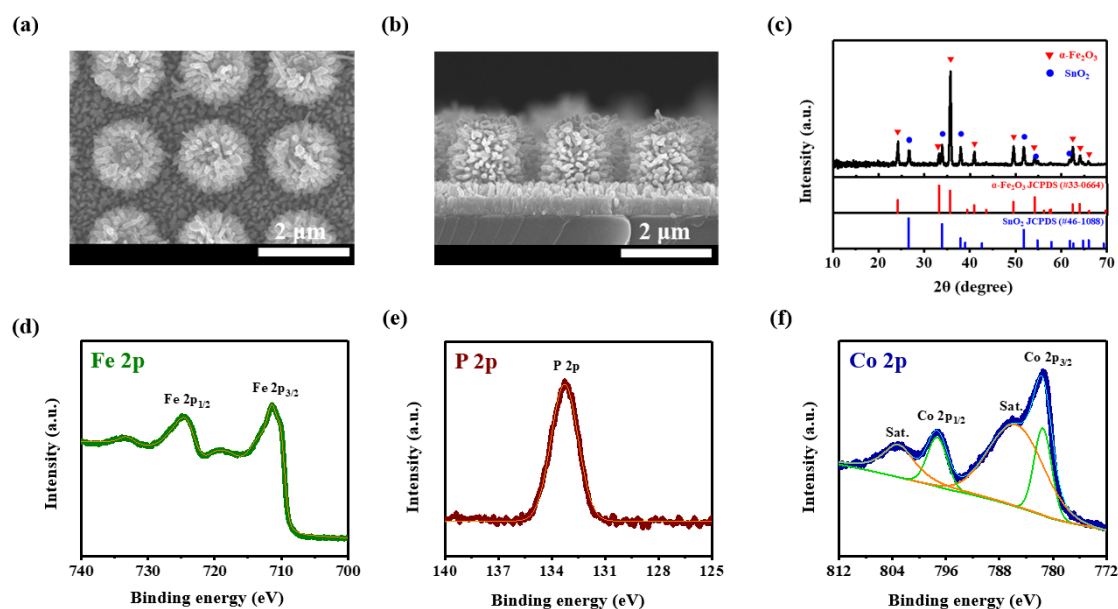 (a)
2 μm
(b)
2 μm
(c)
α-Fe₂O₃
SnO₂
α-Fe₂O₃ JCPDS (#33-0664)
SnO₂ JCPDS (#46-1088)
Intensity (a.u.)
10 20 30 40 50 60 70
2θ (degree)
(d)
Fe 2p
Fe 2p₁/₂
Fe 2p₃/₂
Intensity (a.u.)
740 730 720 710 700
Binding energy (eV)
(e)
P 2p
P 2p
Intensity (a.u.)
140 137 134 131 128 125
Binding energy (eV)
(f)
Co 2p
Co 2p₃/₂
Sat.
Co 2p₁/₂
Sat.
Intensity (a.u.)
812 804 796 788 780 772
Binding energy (eV)